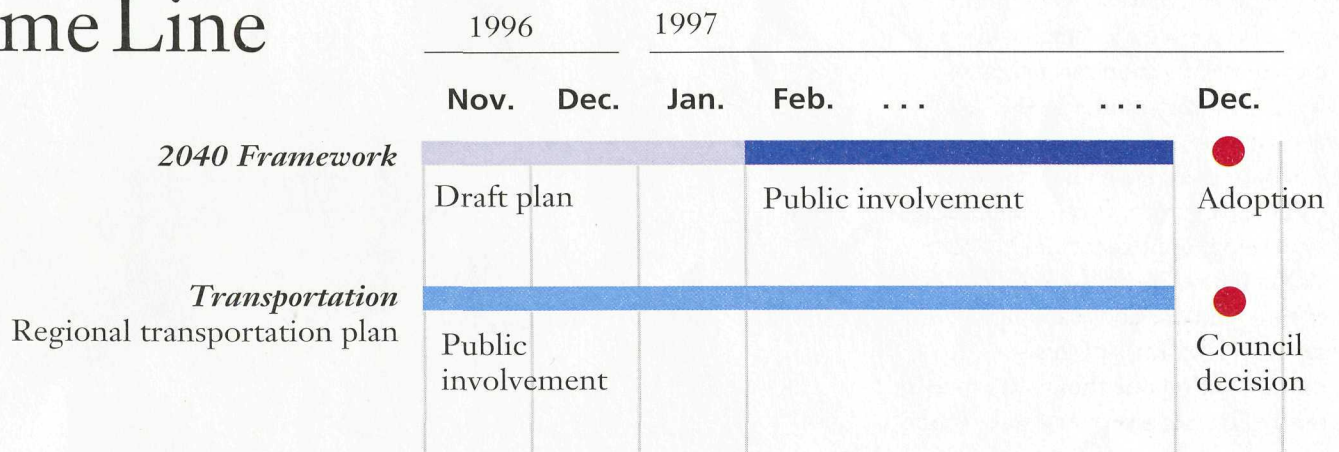 me Line
1996 1997
Nov. Dec. Jan. Feb. ... ... Dec.
2040 Framework
Draft plan Public involvement Adoption
Transportation
Regional transportation plan
Public
involvement
Council
decision